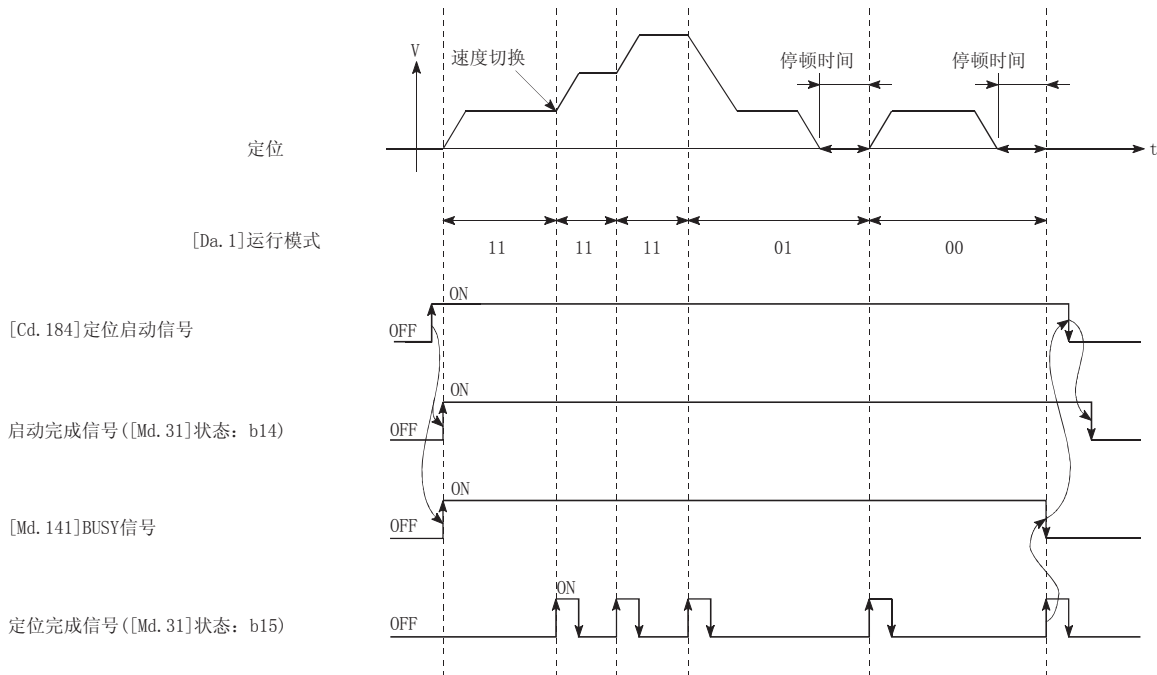 V
速度切换
停顿时间
停顿时间
定位
t
[Da.1]运行模式
11
11
11
01
00
ON
[Cd.184]定位启动信号
OFF
ON
启动完成信号([Md.31]状态: b14)
OFF
ON
[Md.141]BUSY信号
OFF
ON
定位完成信号([Md.31]状态: b15)
OFF